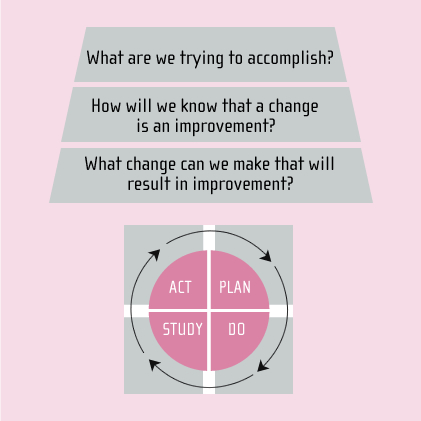 What are we trying to accomplish?
How will we know that a change
is an improvement?
What change can we make that will
result in improvement?
ACT PLAN
STUDY DO